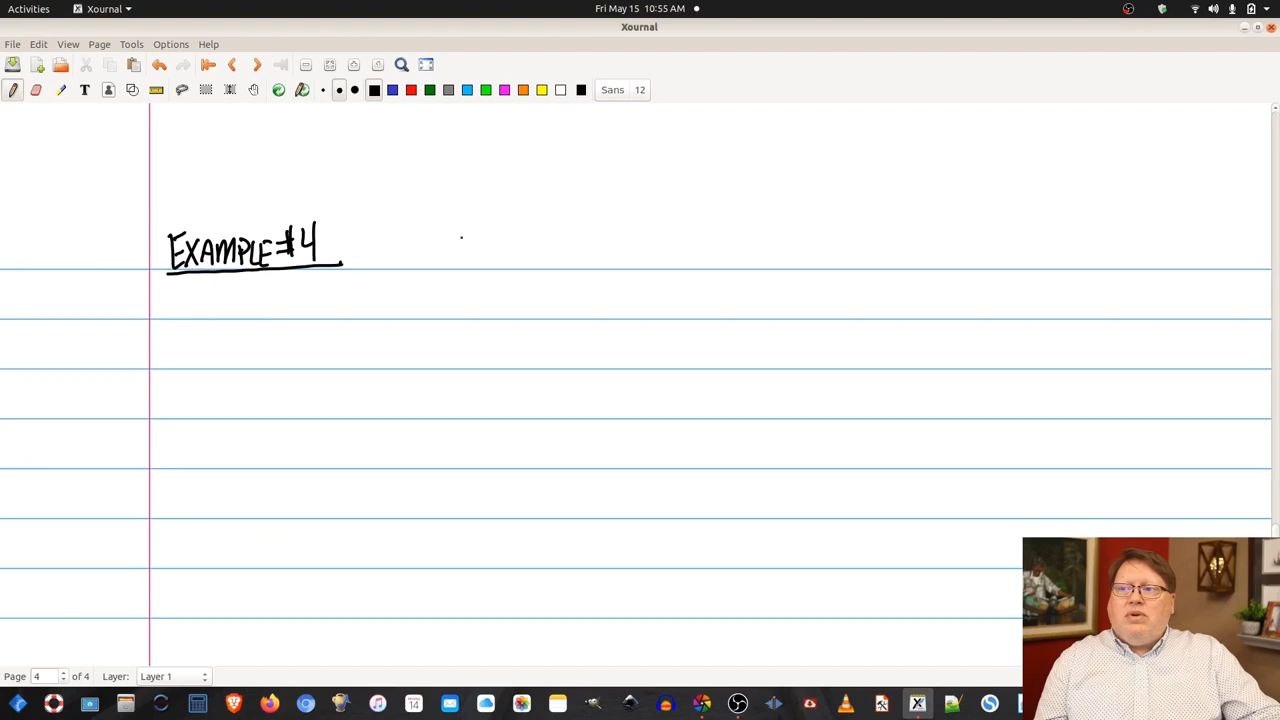 Activities Xournal Fri May 15 10:55 AM
Xournal
File Edit View Page Tools Options Help
T Sans 12
EXAMPLE #4
Page 4 of 4 Layer: Layer 1
14